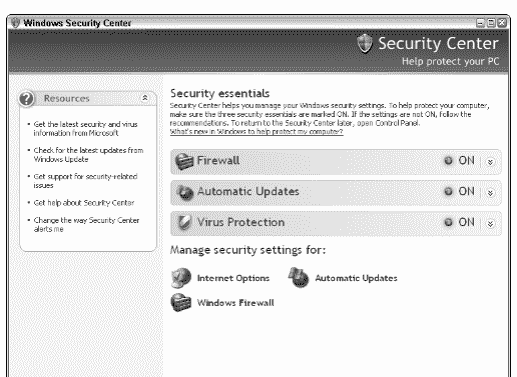 Windows Security Center
Security Center
Help protect your PC
Resources
• Get the latest security and virus
information from Microsoft
• Check for the latest updates from
Windows Update
• Get support for security-related
issues
• Get help about Security Center
• Change the way Security Center
alerts me
Security essentials
Security Center helps you manage your Windows security settings. To help protect your computer,
make sure the three security essentials are marked ON. If the settings are not ON, follow the
recommendations. To return to the Security Center later, open Control Panel.
What's new in Windows to help protect my computer?
Firewall ON
Automatic Updates ON
Virus Protection ON
Manage security settings for:
Internet Options Automatic Updates
Windows Firewall